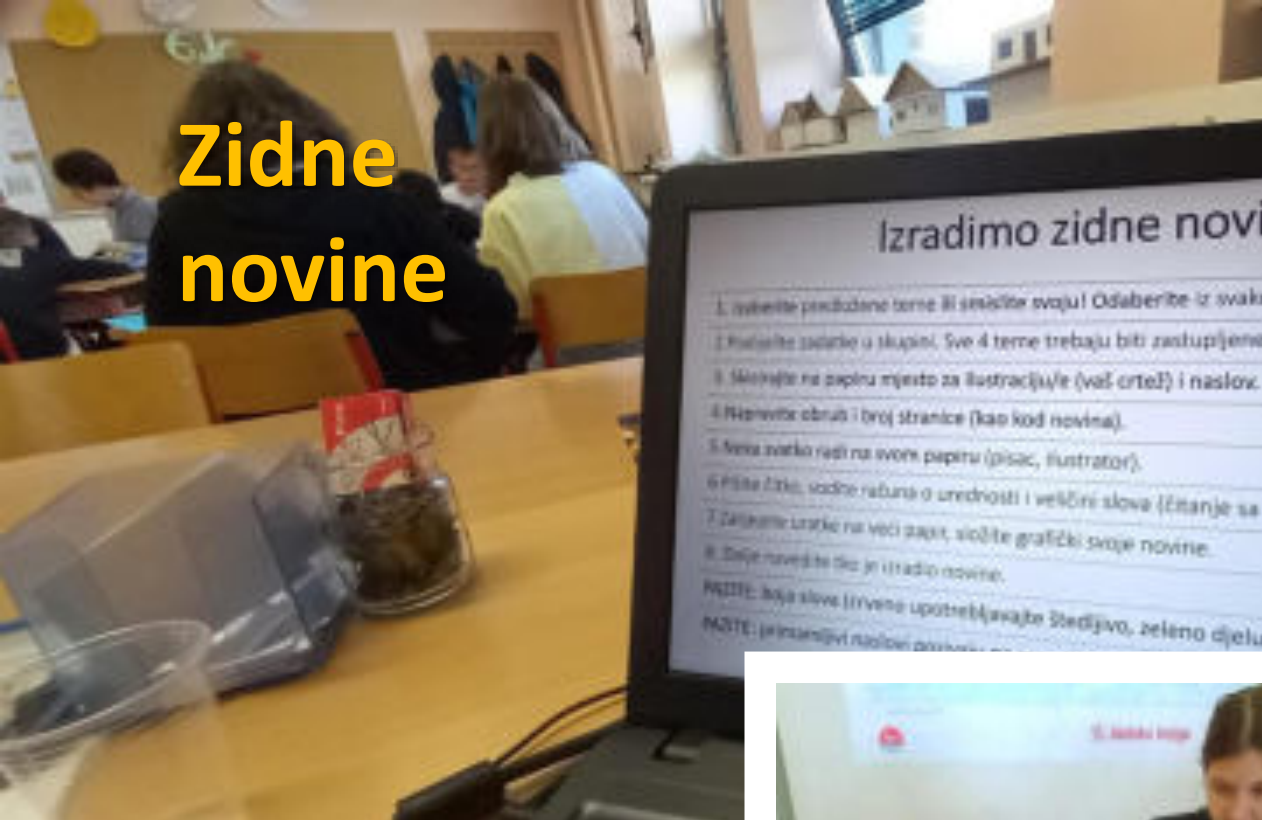 Zidne
novine
Izradimo zidne novi
1. Izaberite predložene teme ili smislite svoju! Odaberite iz svak
2. Podijelite zadatke u skupini. Sve 4 teme trebaju biti zastupljene
3. Skicirajte na papiru mjesto za ilustraciju/e (vaš crtež) i naslov.
4. Napravite obrub i broj stranice (kao kod novina).
5. Neka svatko radi na svom papiru (pisac, ilustrator).
6. Pišite čitko, vodite računa o urednosti i veličini slova (čitanje sa
7. Zalijepite uratke na veći papir, složite grafički svoje novine.
8. Dolje navedite tko je izradio novine.
PAZITE: boja slova (crveno upotrebljavajte štedljivo, zeleno djelu
PAZITE: primamljivi naslovi